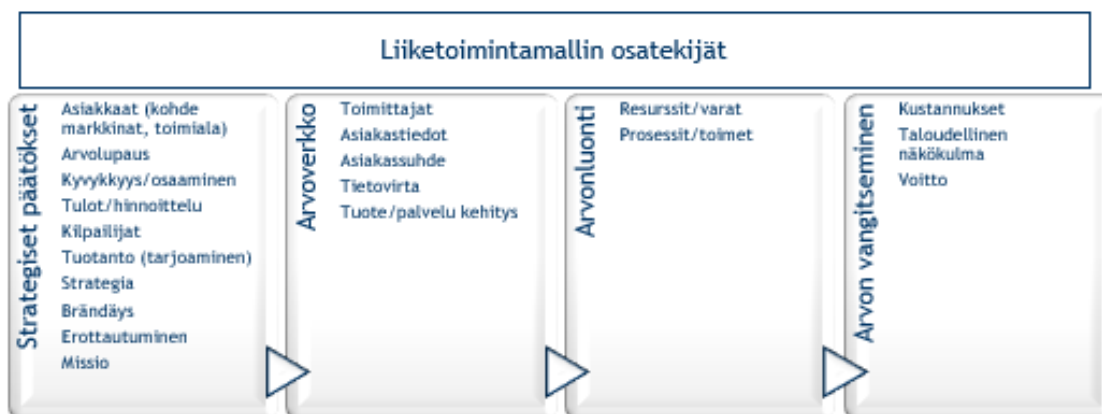 Liiketoimintamallin osatekijät
Strategiset päätökset
Asiakkaat (kohde
markkinat, toimiala)
Arvolupaus
Kyvykkyys/osaaminen
Tulot/hinnoittelu
Kilpailijat
Tuotanto (tarjoaminen)
Strategia
Brändäys
Erottautuminen
Missio
Arvoverkko
Toimittajat
Asiakastiedot
Asiakassuhde
Tietovirta
Tuote/palvelu kehitys
Arvonluonti
Resurssit/varat
Prosessit/toimet
Arvon vangitseminen
Kustannukset
Taloudellinen
näkökulma
Voitto